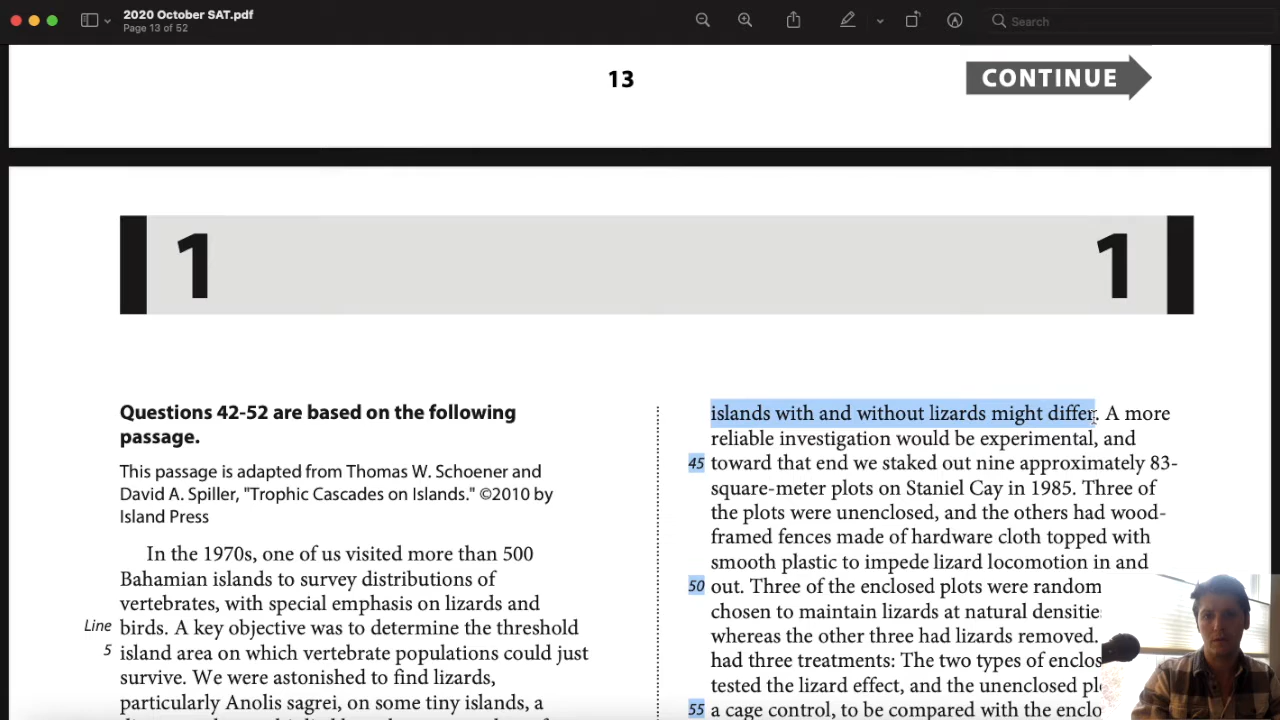 2020 October SAT.pdf
Page 13 of 52
Search
13
CONTINUE
1
1
Questions 42-52 are based on the following
passage.
This passage is adapted from Thomas W. Schoener and
David A. Spiller, "Trophic Cascades on Islands." ©2010 by
Island Press
In the 1970s, one of us visited more than 500
Bahamian islands to survey distributions of
vertebrates, with special emphasis on lizards and
Line birds. A key objective was to determine the threshold
5 island area on which vertebrate populations could just
survive. We were astonished to find lizards,
particularly Anolis sagrei, on some tiny islands, a
islands with and without lizards might differ. A more
reliable investigation would be experimental, and
45 toward that end we staked out nine approximately 83-
square-meter plots on Staniel Cay in 1985. Three of
the plots were unenclosed, and the others had wood-
framed fences made of hardware cloth topped with
smooth plastic to impede lizard locomotion in and
50 out. Three of the enclosed plots were random
chosen to maintain lizards at natural densitie
whereas the other three had lizards removed.
had three treatments: The two types of enclos
tested the lizard effect, and the unenclosed pl
55 a cage control, to be compared with the enclo